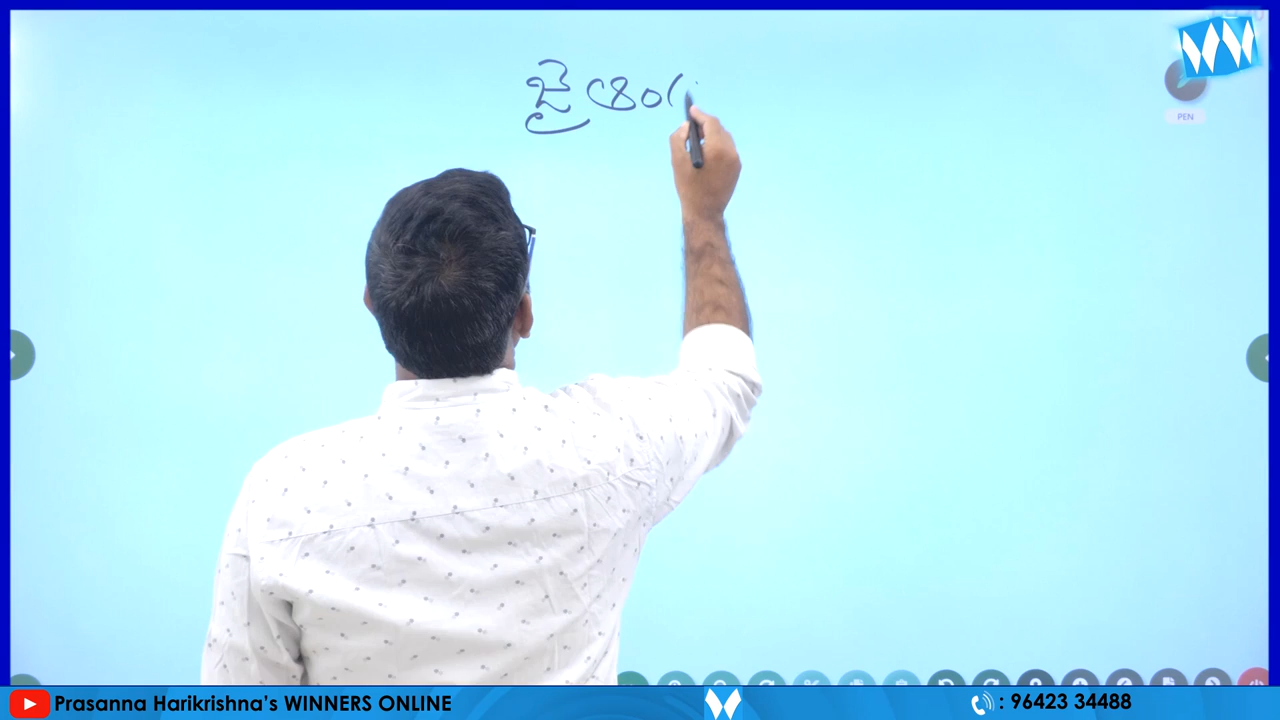 జై ఆం
PEN
Prasanna Harikrishna's WINNERS ONLINE
: 96423 34488